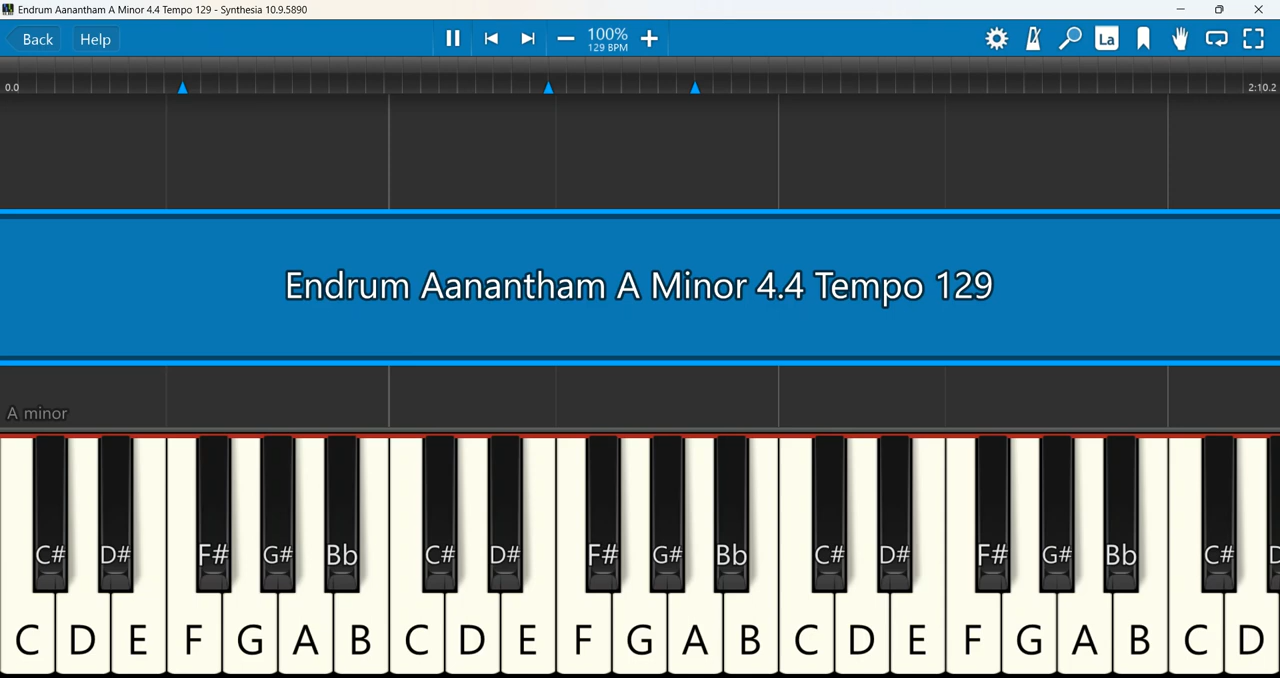 Endrum Aanantham A Minor 4.4 Tempo 129 - Synthesia 10.9.5890
Back Help 100% La
129 BPM
0.0 2:10.2
Endrum Aanantham A Minor 4.4 Tempo 129
A minor
C# D# F# G# Bb C# D# F# G# Bb C# D# F# G# Bb C# D
C D E F G A B C D E F G A B C D E F G A B C D